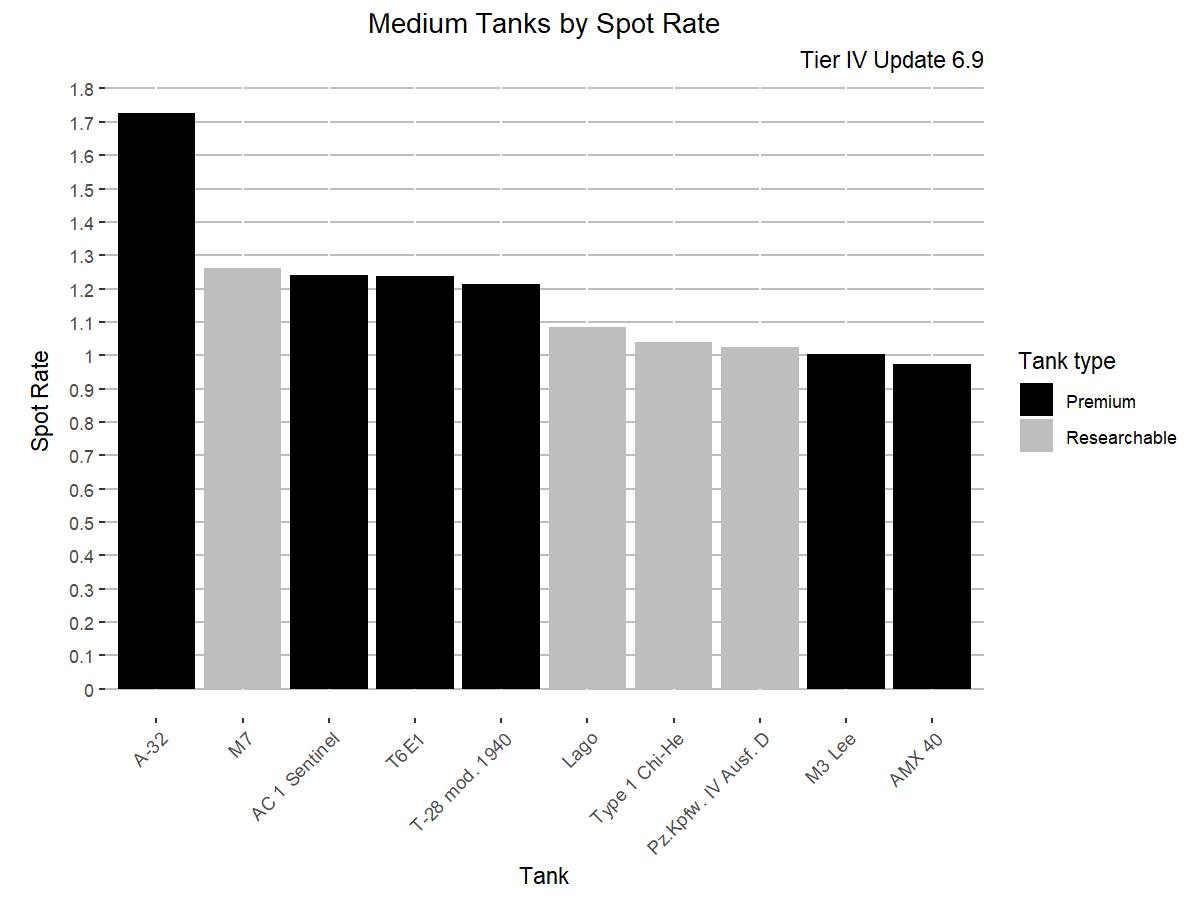 Medium Tanks by Spot Rate
Tier IV Update 6.9
1.8
1.7
1.6
1.5
1.4
1.3
1.2
1.1
1
0.9
0.8
0.7
0.6
0.5
0.4
0.3
0.2
0.1
0
Spot Rate
A-32
M7
AC 1 Sentinel
T6E1
T-28 mod. 1940
Lago
Type 1 Chi-He
Pz.Kpfw. IV Ausf. D
M3 Lee
AMX 40
Tank
Tank type
Premium
Researchable